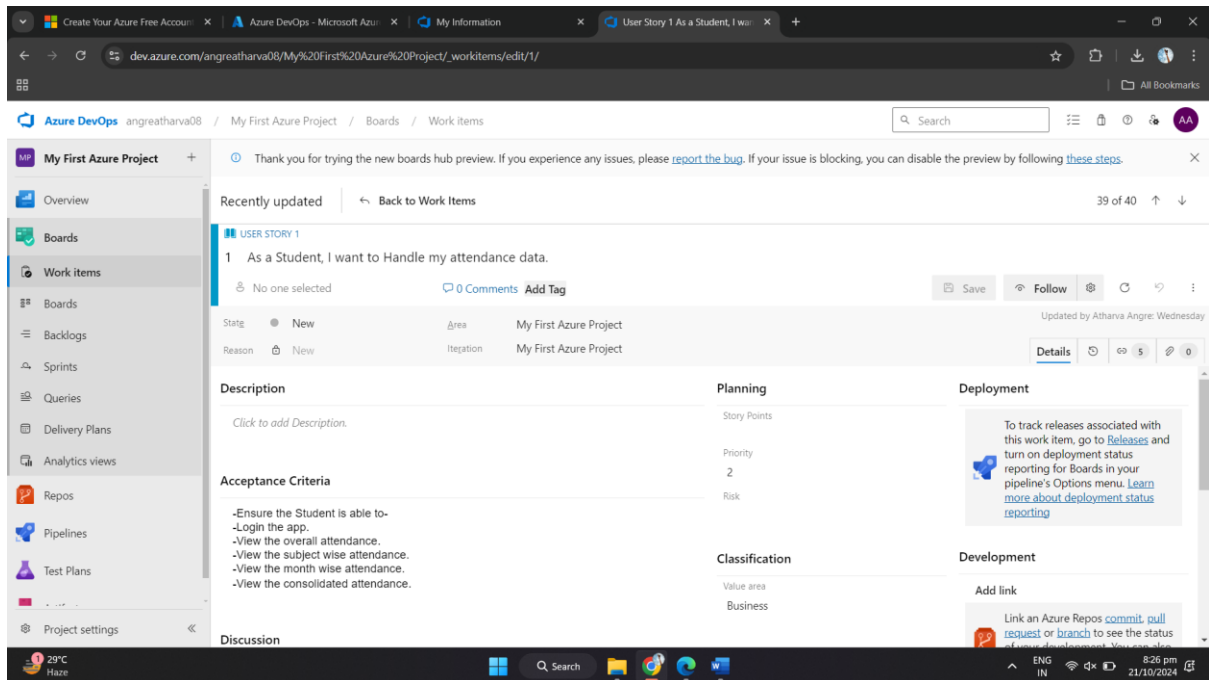 Create Your Azure Free Account
Azure DevOps - Microsoft Azur
My Information
User Story 1 As a Student, I wan
dev.azure.com/angreatharva08/My%20First%20Azure%20Project/_workitems/edit/1/
All Bookmarks
Azure DevOps angreatharva08 / My First Azure Project / Boards / Work items
Search
AA
MP My First Azure Project +
Thank you for trying the new boards hub preview. If you experience any issues, please report the bug. If your issue is blocking, you can disable the preview by following these steps.
Overview
Boards
Work items
Boards
Backlogs
Sprints
Queries
Delivery Plans
Analytics views
Repos
Pipelines
Test Plans
Project settings
Recently updated
Back to Work Items
39 of 40
USER STORY 1
1 As a Student, I want to Handle my attendance data.
No one selected
0 Comments
Add Tag
Save
Follow
State New
Area My First Azure Project
Updated by Atharva Angre: Wednesday
Reason New
Iteration My First Azure Project
Details
5
0
Description
Click to add Description.
Acceptance Criteria
-Ensure the Student is able to-
-Login the app.
-View the overall attendance.
-View the subject wise attendance.
-View the month wise attendance.
-View the consolidated attendance.
Discussion
Planning
Story Points
Priority
2
Risk
Classification
Value area
Business
Deployment
To track releases associated with
this work item, go to Releases and
turn on deployment status
reporting for Boards in your
pipeline's Options menu. Learn
more about deployment status
reporting
Development
Add link
Link an Azure Repos commit, pull
request or branch to see the status
of your development. You can also
1
29°C
Haze
Search
ENG
IN
8:26 pm
21/10/2024